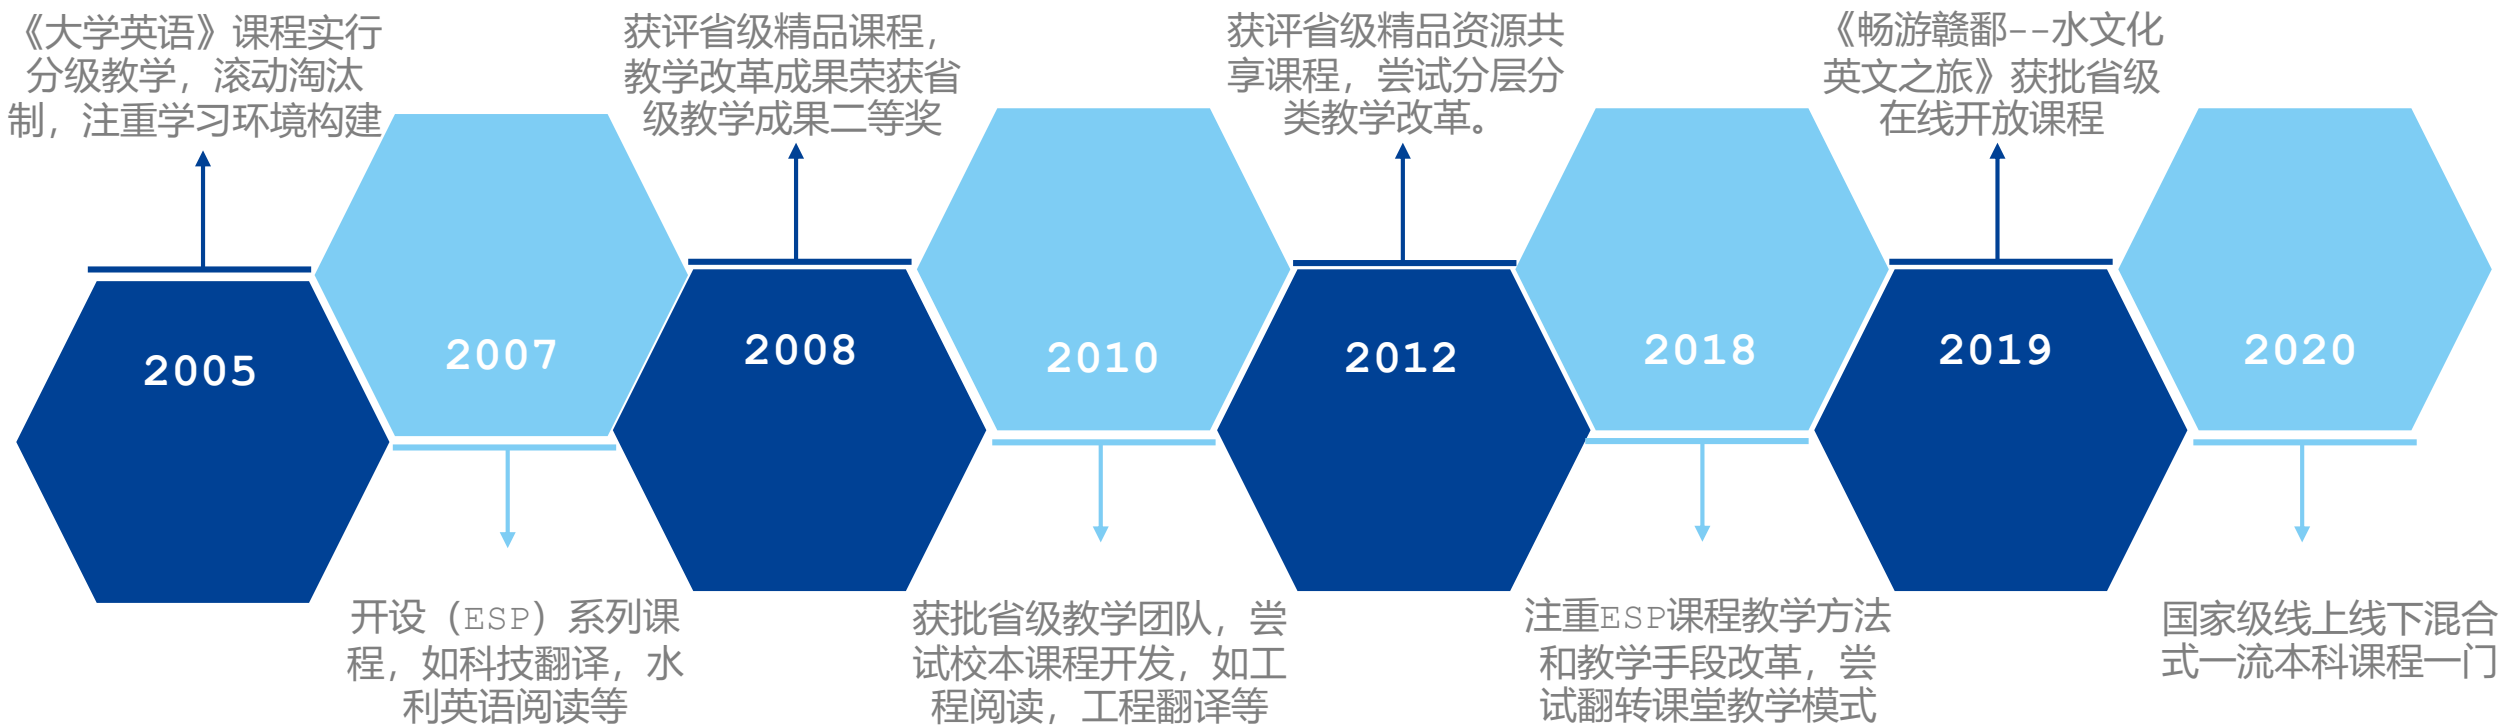 《大学英语》课程实行
分级教学，滚动淘汰
制，注重学习策略构建
2005
2007
开设（ESP）系列课
程，如科技翻译，水
利英语阅读等
获评省级精品课程
教学改革成果获省
级教学成果二等奖
2008
2010
获批省级教学团队，尝
试校本课程开发，如工
程阅读，工程翻译等
获评省级精品资源共
享课程，尝试分层分
类教学改革。
2012
2018
注重ESP课程教学方法
和教学手段改革，尝
试翻转课堂教学模式
《畅游赣鄱——水文化
英文之旅》获批省级
在线开放课程
2019
2020
国家级线上线下混合
式一流本科课程一门